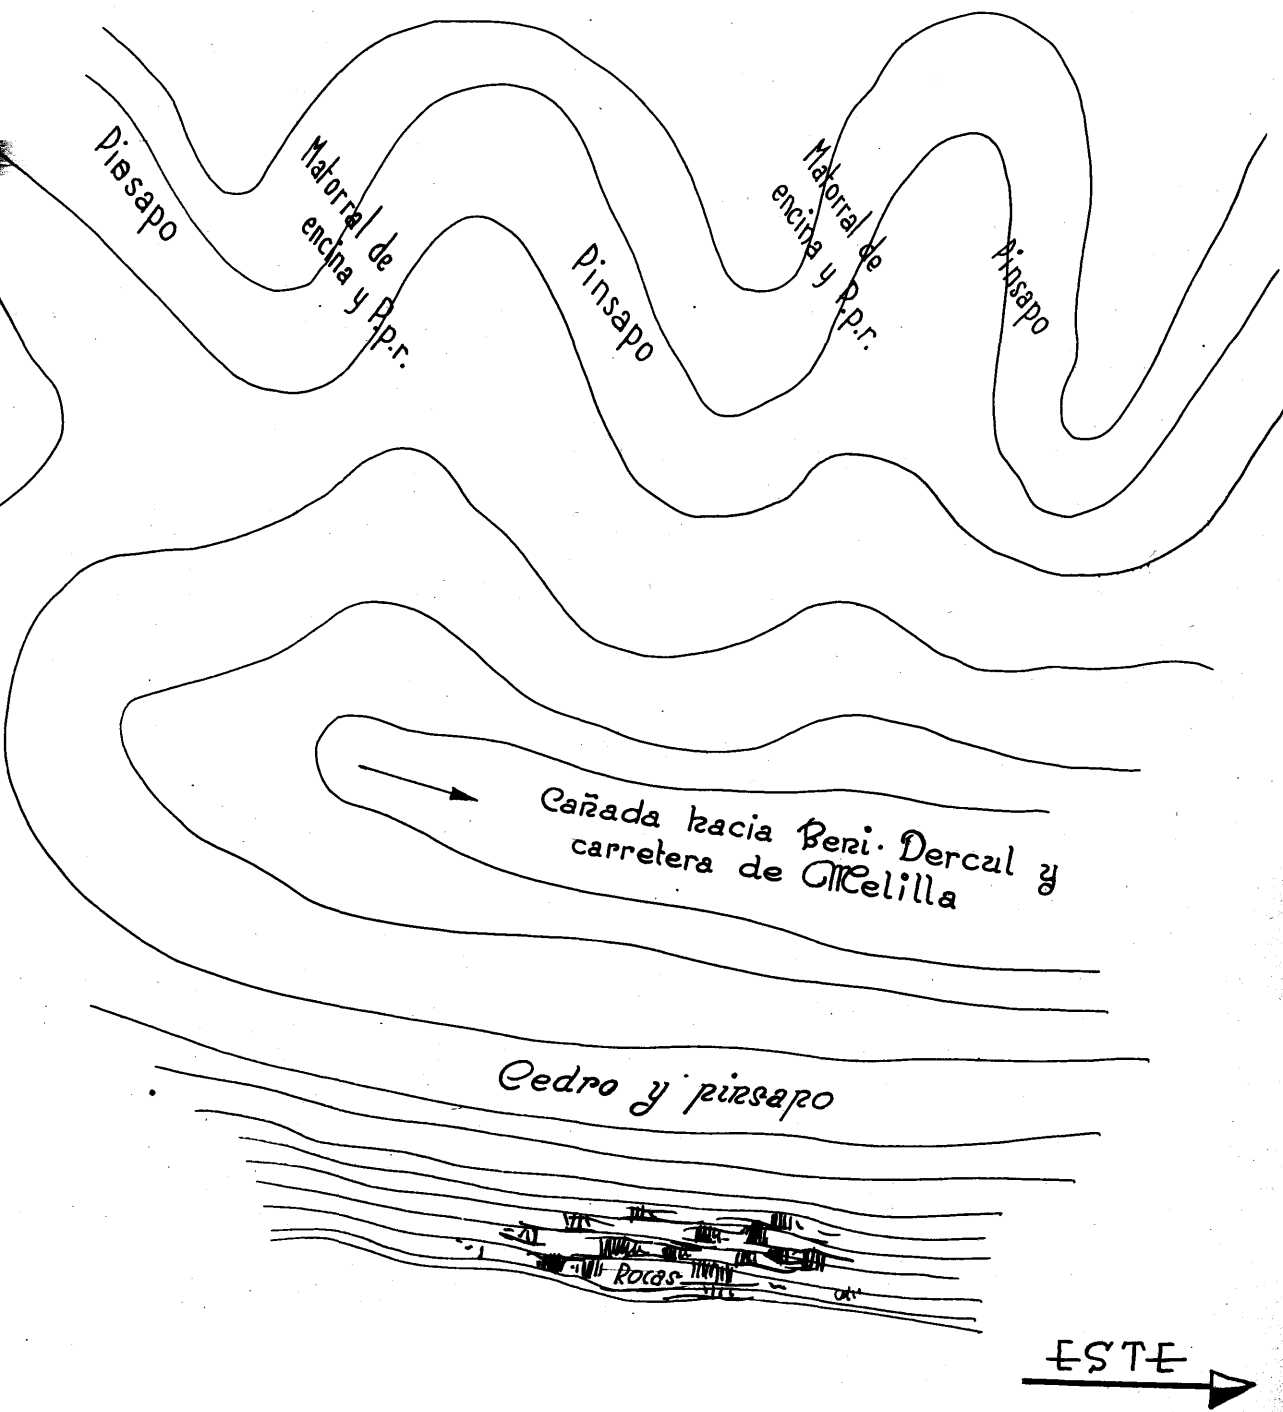 Pinsapo
Matorral de
encina y P.p.r.
Pinsapo
Matorral de
encina y P.p.r.
Pinsapo
Cañada hacia Beni-Dercul y
carretera de Melilla
Cedro y pinsapo
Rocas
ESTE